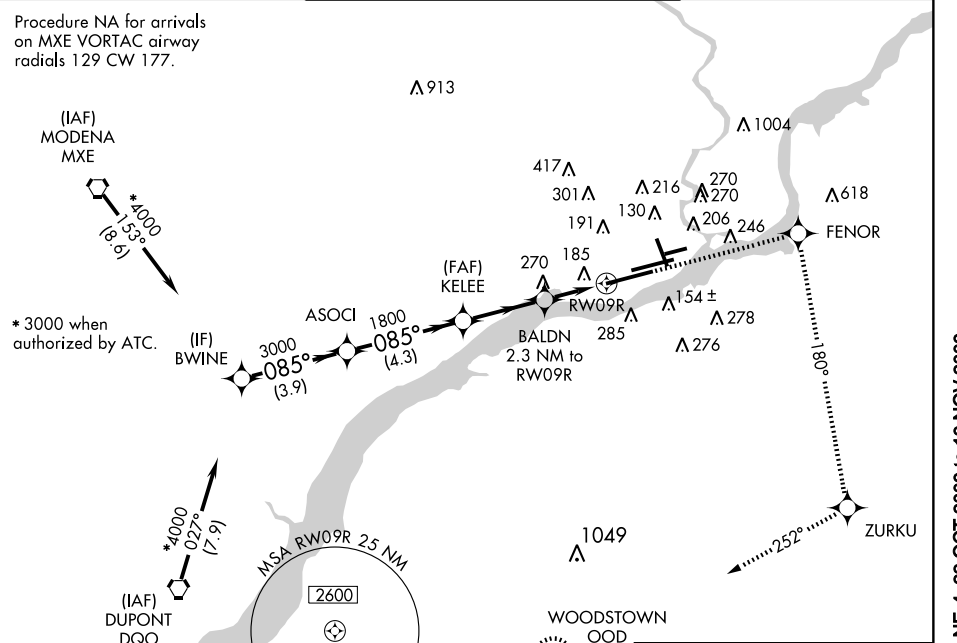 Procedure NA for arrivals
on MXE VORTAC airway
radials 129 CW 177.
913
(IAF)
MODENA
MXE
*4000
153°
(8.6)
1004
417
301
191
216
130
270
270
206
246
618
FENOR
* 3000 when
authorized by ATC.
(IF)
BWINE
3000
085°
(3.9)
ASOCI
1800
085°
(4.3)
(FAF)
KELEE
270
185
RW09R
BALDN
2.3 NM to
RW09R
285
154 ±
278
276
180°
ZURKU
252°
*4000
027°
(7.9)
(IAF)
DUPONT
DQO
MSA RW09R 25 NM
2600
1049
WOODSTOWN
OOD